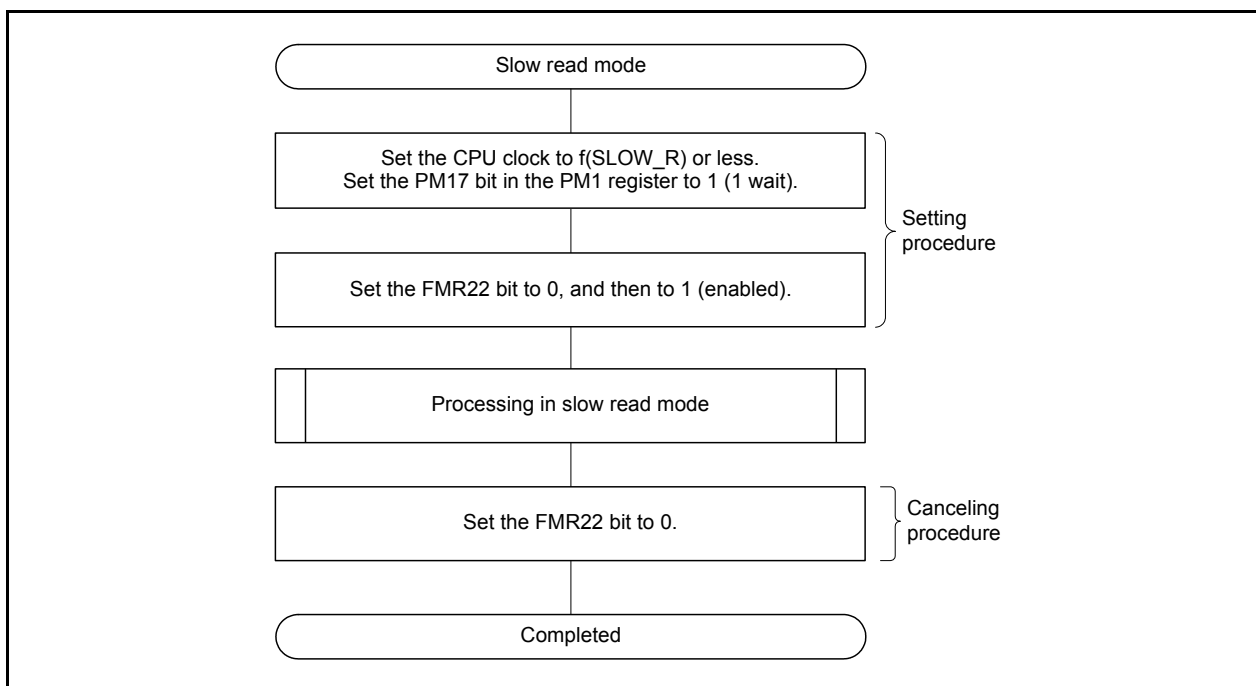 Slow read mode
Set the CPU clock to f(SLOW_R) or less.
Set the PM17 bit in the PM1 register to 1 (1 wait).
Setting
procedure
Set the FMR22 bit to 0, and then to 1 (enabled).
Processing in slow read mode
Set the FMR22 bit to 0.
Canceling
procedure
Completed